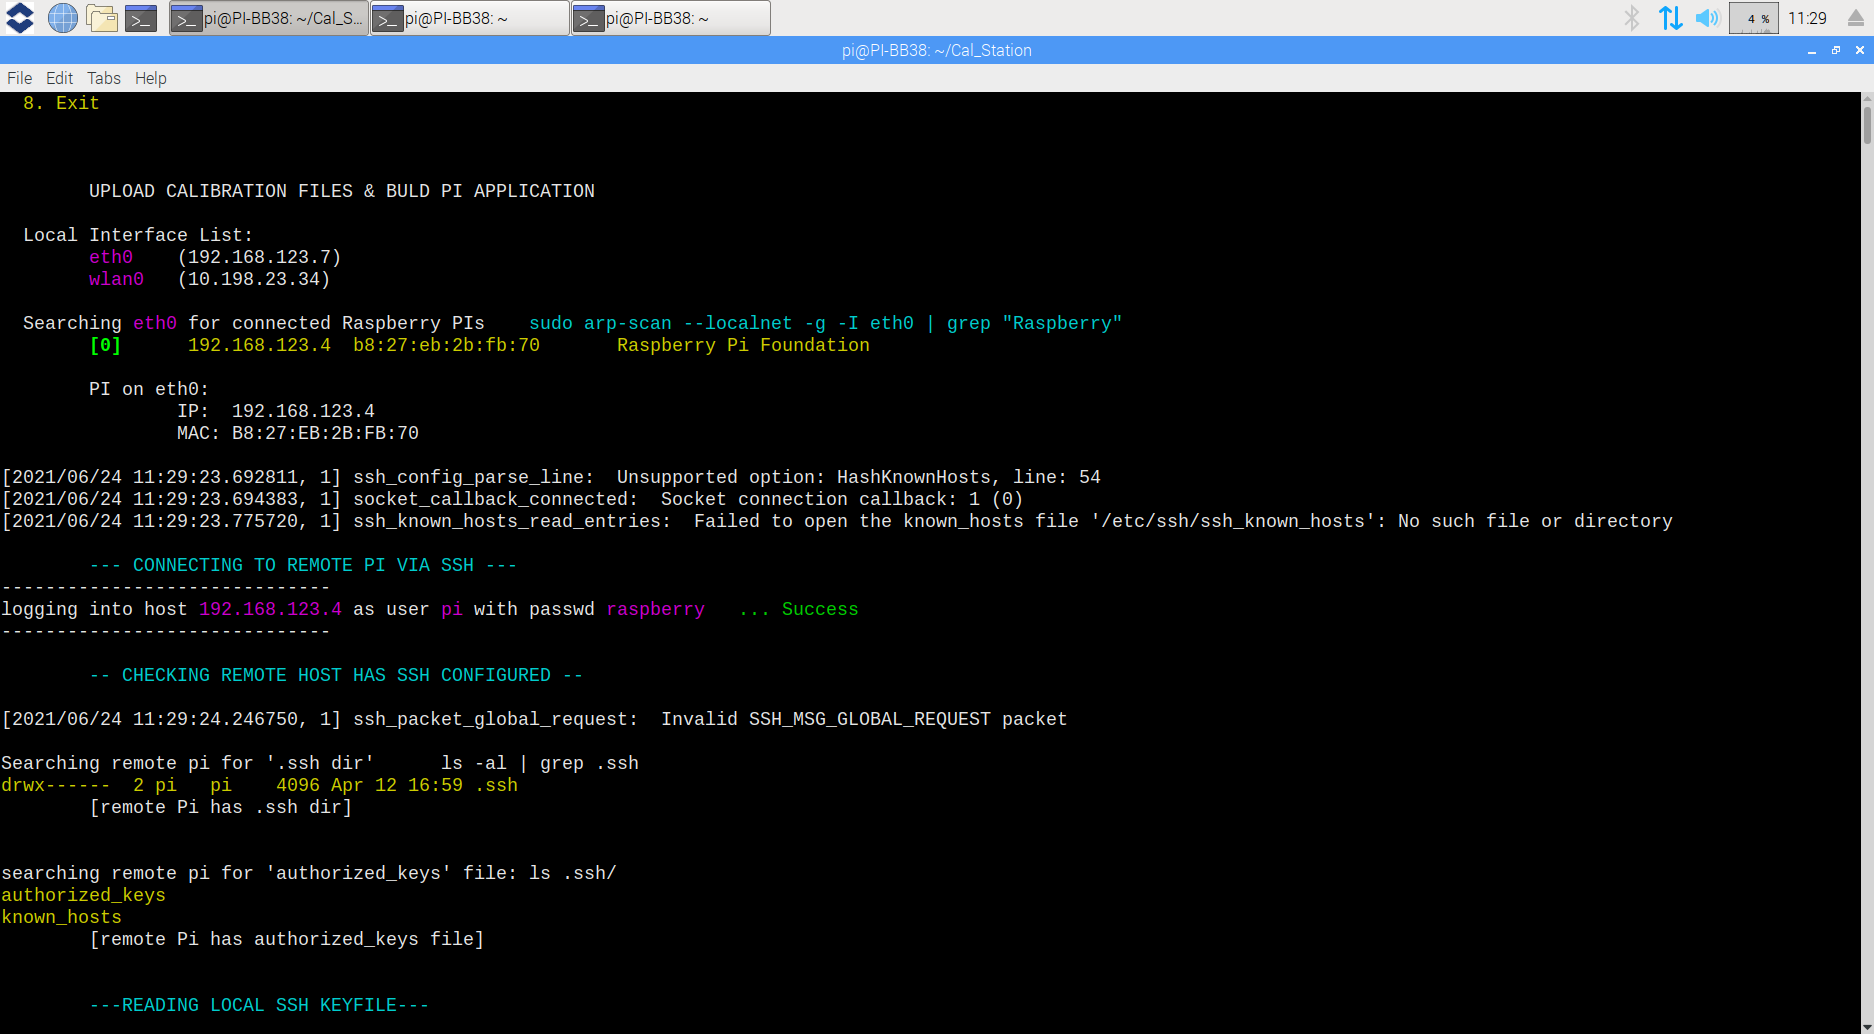 pi@PI-BB38: ~/Cal_S... pi@PI-BB38: ~ pi@PI-BB38: ~ 4 % 11:29
pi@PI-BB38: ~/Cal_Station
File Edit Tabs Help
8. Exit
UPLOAD CALIBRATION FILES & BULD PI APPLICATION
Local Interface List:
eth0 (192.168.123.7)
wlan0 (10.198.23.34)
Searching eth0 for connected Raspberry PIs sudo arp-scan --localnet -g -I eth0 | grep "Raspberry"
[0] 192.168.123.4 b8:27:eb:2b:fb:70 Raspberry Pi Foundation
PI on eth0:
IP: 192.168.123.4
MAC: B8:27:EB:2B:FB:70
[2021/06/24 11:29:23.692811, 1] ssh_config_parse_line: Unsupported option: HashKnownHosts, line: 54
[2021/06/24 11:29:23.694383, 1] socket_callback_connected: Socket connection callback: 1 (0)
[2021/06/24 11:29:23.775720, 1] ssh_known_hosts_read_entries: Failed to open the known_hosts file '/etc/ssh/ssh_known_hosts': No such file or directory
--- CONNECTING TO REMOTE PI VIA SSH ---
------------------------------
logging into host 192.168.123.4 as user pi with passwd raspberry ... Success
------------------------------
-- CHECKING REMOTE HOST HAS SSH CONFIGURED --
[2021/06/24 11:29:24.246750, 1] ssh_packet_global_request: Invalid SSH_MSG_GLOBAL_REQUEST packet
Searching remote pi for '.ssh dir' ls -al | grep .ssh
drwx------ 2 pi pi 4096 Apr 12 16:59 .ssh
[remote Pi has .ssh dir]
searching remote pi for 'authorized_keys' file: ls .ssh/
authorized_keys
known_hosts
[remote Pi has authorized_keys file]
---READING LOCAL SSH KEYFILE---